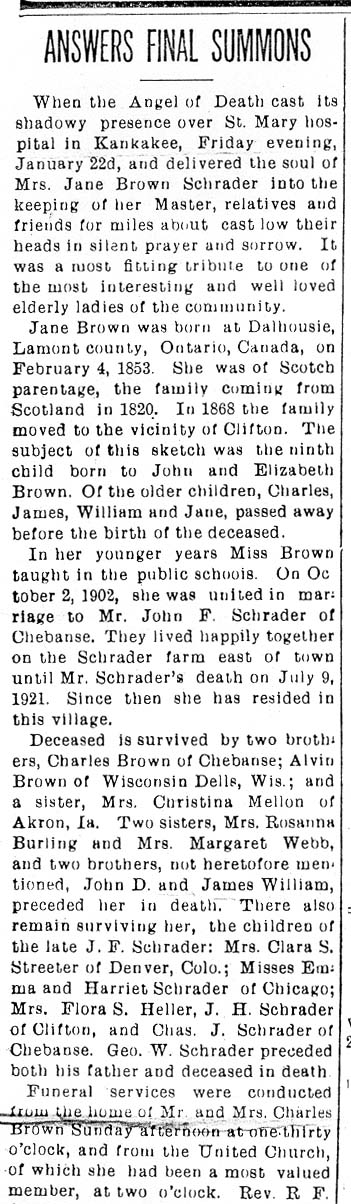 ANSWERS FINAL SUMMONS
When the Angel of Death cast its
shadowy presence over St. Mary hos-
pital in Kankakee, Friday evening,
January 22d, and delivered the soul of
Mrs. Jane Brown Schrader into the
keeping of her Master, relatives and
friends for miles about cast low their
heads in silent prayer and sorrow. It
was a most fitting tribute to one of
the most interesting and well loved
elderly ladies of the community.
Jane Brown was born at Dalhousie,
Lamont county, Ontario, Canada, on
February 4, 1853. She was of Scotch
parentage, the family coming from
Scotland in 1820. In 1868 the family
moved to the vicinity of Clifton. The
subject of this sketch was the ninth
child born to John and Elizabeth
Brown. Of the older children, Charles,
James, William and Jane, passed away
before the birth of the deceased.
In her younger years Miss Brown
taught in the public schools. On Oc
tober 2, 1902, she was united in mar-
riage to Mr. John F. Schrader of
Chebanse. They lived happily together
on the Schrader farm east of town
until Mr. Schrader's death on July 9,
1921. Since then she has resided in
this village.
Deceased is survived by two broth-
ers, Charles Brown of Chebanse; Alvin
Brown of Wisconsin Dells, Wis.; and
a sister, Mrs. Christina Mellon of
Akron, Ia. Two sisters, Mrs. Rosanna
Burling and Mrs. Margaret Webb,
and two brothers, not heretofore men-
tioned, John D. and James William,
preceded her in death. There also
remain surviving her, the children of
the late J. F. Schrader: Mrs. Clara S.
Streeter of Denver, Colo.; Misses Em-
ma and Harriet Schrader of Chicago;
Mrs. Flora S. Heller, J. H. Schrader
of Clifton, and Chas. J. Schrader of
Chebanse. Geo. W. Schrader preceded
both his father and deceased in death
Funeral services were conducted
from the home of Mr. and Mrs. Charles
Brown Sunday afternoon at one-thirty
o'clock, and from the United Church,
of which she had been a most valued
member, at two o'clock. Rev. R F.